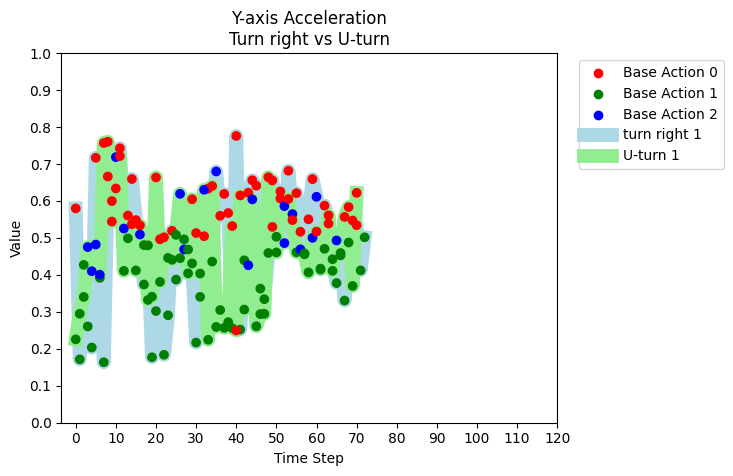 Y-axis Acceleration
Turn right vs U-turn
1.0
0.9
0.8
0.7
0.6
0.5
0.4
0.3
0.2
0.1
0.0
Value
0 10 20 30 40 50 60 70 80 90 100 110 120
Time Step
Base Action 0
Base Action 1
Base Action 2
turn right 1
U-turn 1